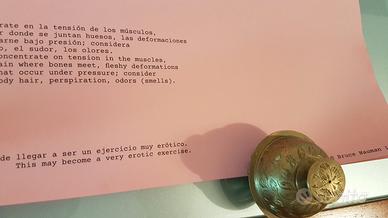 rate en la tensión de los músculos,
r donde se juntan huesos, las deformaciones
arne bajo presión; considera
o, el sudor, los olores.
oncentrate on tension in the muscles,
ain where bones meet, fleshy deformations
hat occur under pressure; consider
ody hair, perspiration, odors (smells).
de llegar a ser un ejercicio muy erótico.
This may become a very erotic exercise.
Bruce Nauman
subito